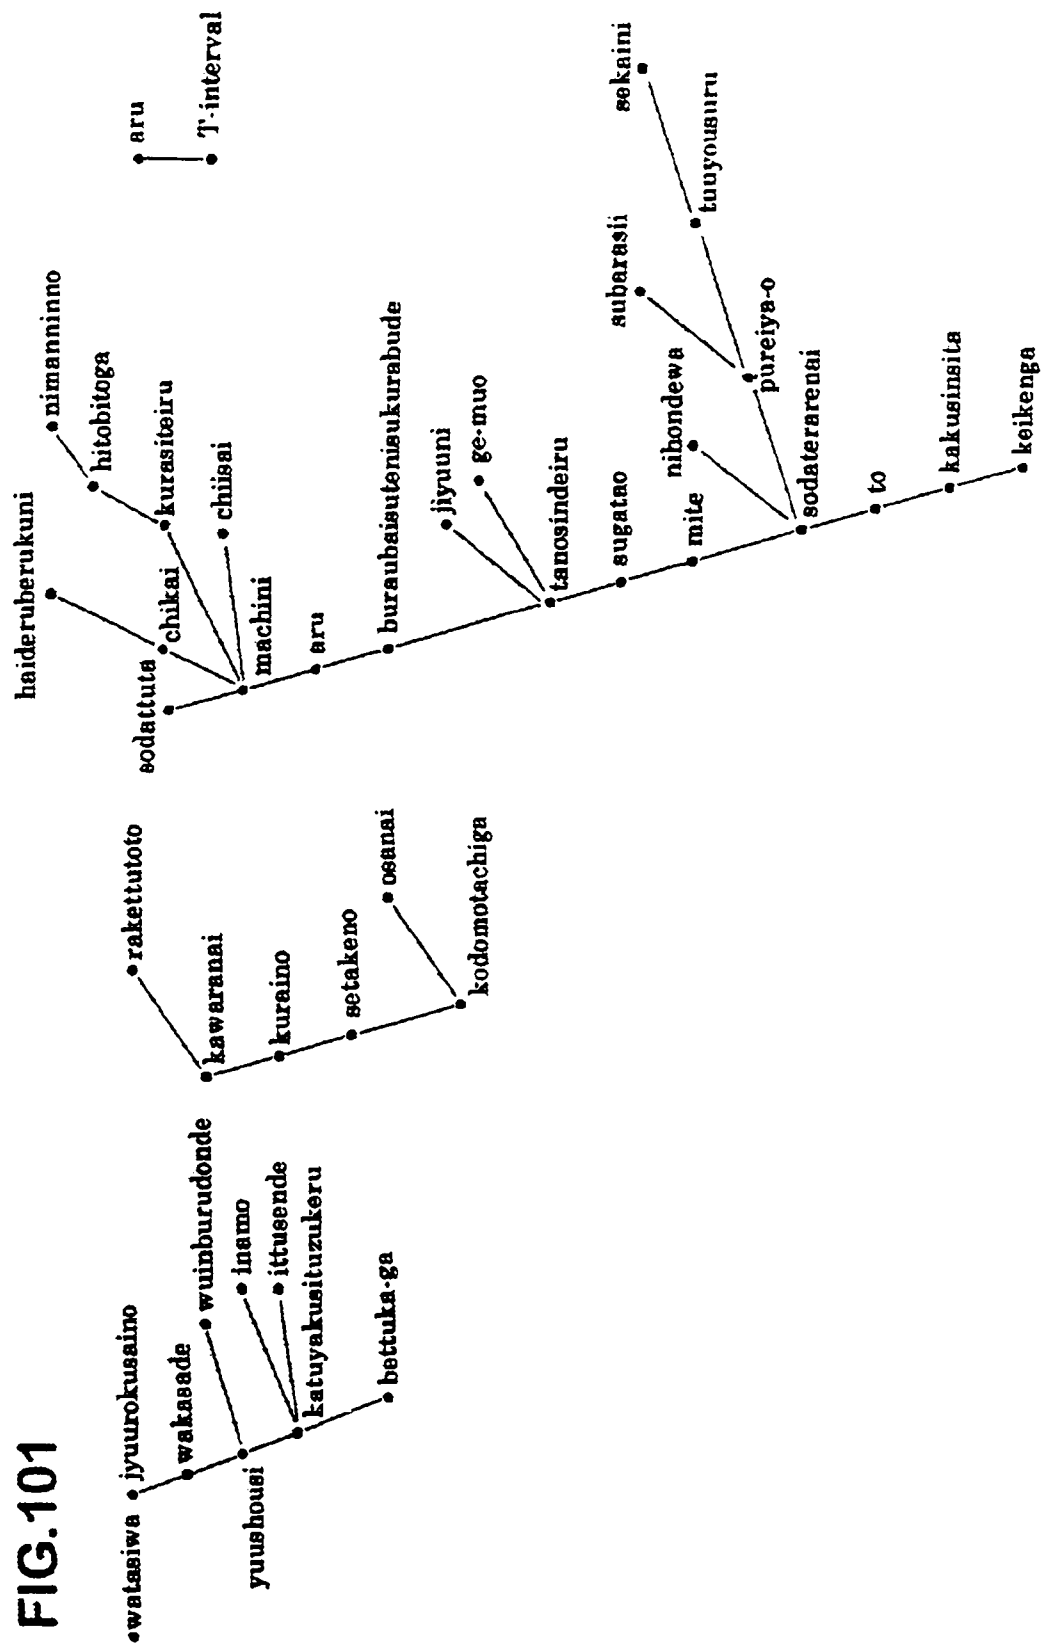 FIG.101
watasiwa
jyuurokusaino
wakasade
yuushousi
wuinburudonde
inamo
ittusende
katuyakusituzukeru
bettuka-ga
rakettutoto
kawaranai
kuraino
setakeno
osanai
kodomotachiga
haideruberukuni
nimanninno
hitobitoga
kurasiteiru
sodattuta
chikai
chiisai
machini
aru
buraubaisutenisukurabude
jiyuuni
ge-muo
tanosindeiru
sugatao
mite
nihondewa
subarasii
sekaini
tuuyousuru
pureiya-o
sodaterarenai
to
kakusinsita
keikenga
aru
T-interval